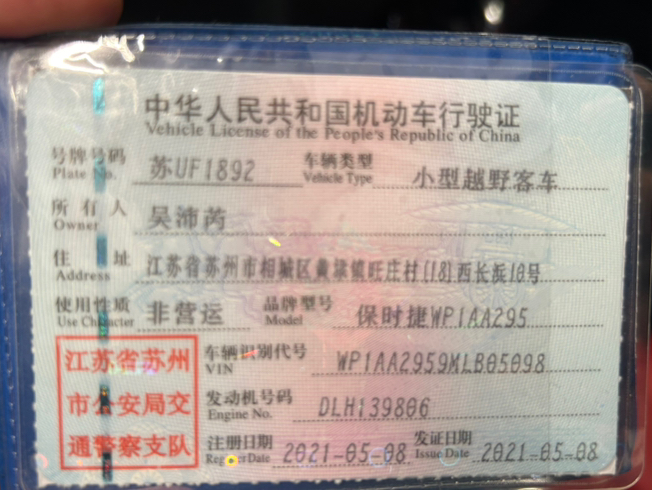 中华人民共和国机动车行驶证
Vehicle License of the People's Republic of China
号牌号码 苏UF1892 车辆类型 小型越野客车
Plate No. Vehicle Type
所有人 吴沛芮
Owner
住址 江苏省苏州市相城区黄埭镇旺庄村(18)西长浜10号
Address
使用性质 非营运 品牌型号 保时捷WP1AA295
Use Character Model
江苏省苏州 车辆识别代号 WP1AA2959MLB05098
VIN
市公安局交 发动机号码 DLH139806
Engine No.
通警察支队 注册日期 2021-05-08 发证日期 2021-05-08
Register Date Issue Date